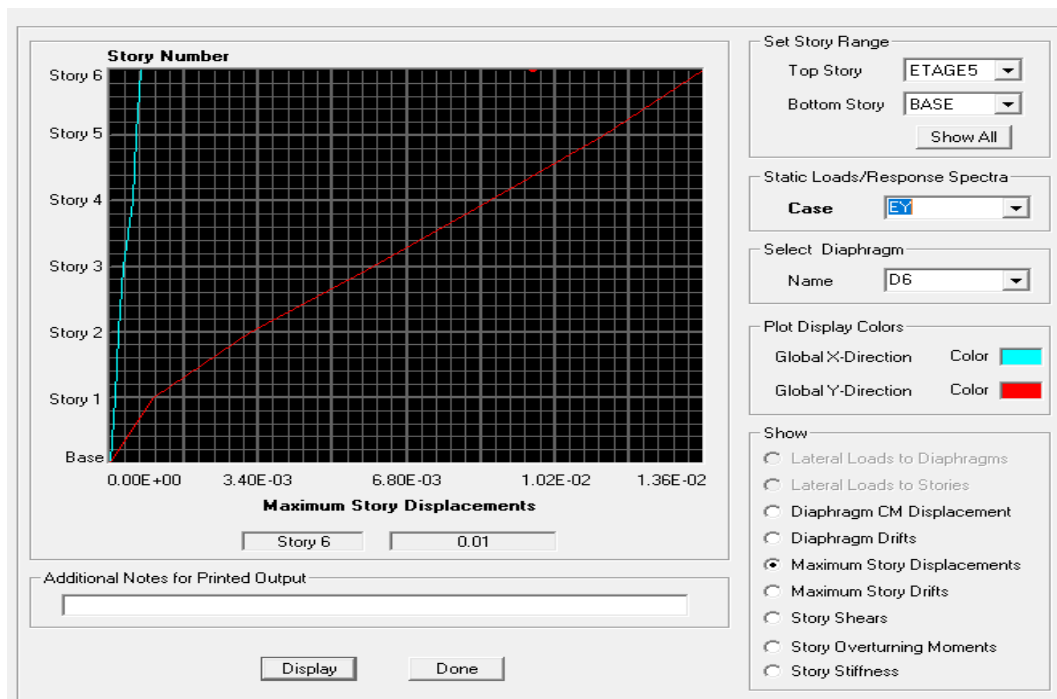 Story Number
Story 6
Story 5
Story 4
Story 3
Story 2
Story 1
Base
0.00E+00 3.40E-03 6.80E-03 1.02E-02 1.36E-02
Maximum Story Displacements
Story 6 0.01
Additional Notes for Printed Output
Display Done
Set Story Range
Top Story ETAGE5
Bottom Story BASE
Show All
Static Loads/Response Spectra
Case EY
Select Diaphragm
Name D6
Plot Display Colors
Global X-Direction Color
Global Y-Direction Color
Show
Lateral Loads to Diaphragms
Lateral Loads to Stories
Diaphragm CM Displacement
Diaphragm Drifts
Maximum Story Displacements
Maximum Story Drifts
Story Shears
Story Overturning Moments
Story Stiffness